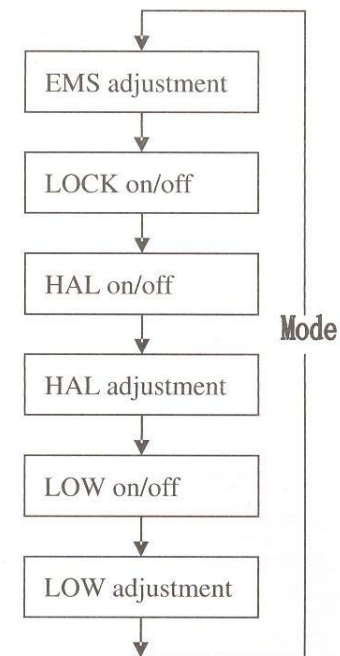 EMS adjustment
LOCK on/off
HAL on/off
Mode
HAL adjustment
LOW on/off
LOW adjustment